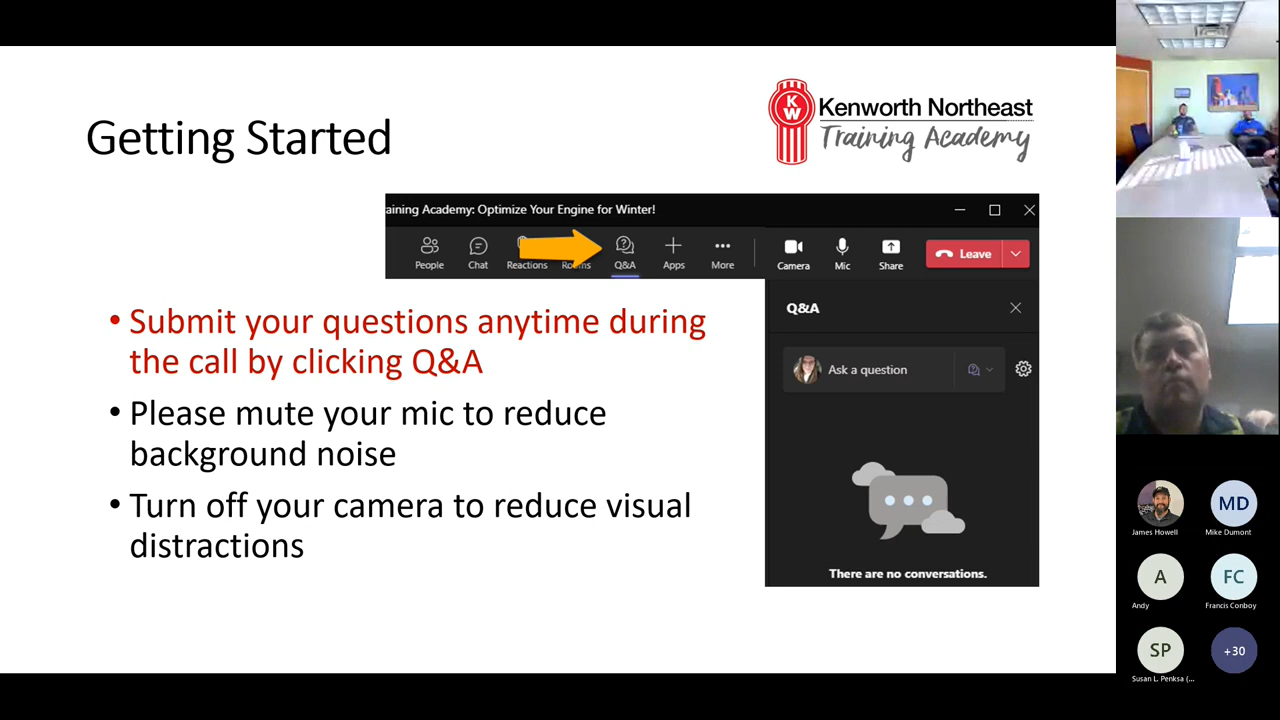 Getting Started
KW
Kenworth Northeast
Training Academy
aining Academy: Optimize Your Engine for Winter!
People
Chat
Reactions
Rooms
Q&A
Apps
More
Camera
Mic
Share
Leave
Q&A
Ask a question
There are no conversations.
• Submit your questions anytime during
the call by clicking Q&A
• Please mute your mic to reduce
background noise
• Turn off your camera to reduce visual
distractions
James Howell
MD
Mike Dumont
A
Andy
FC
Francis Conboy
SP
Susan L. Penksa (...
+30